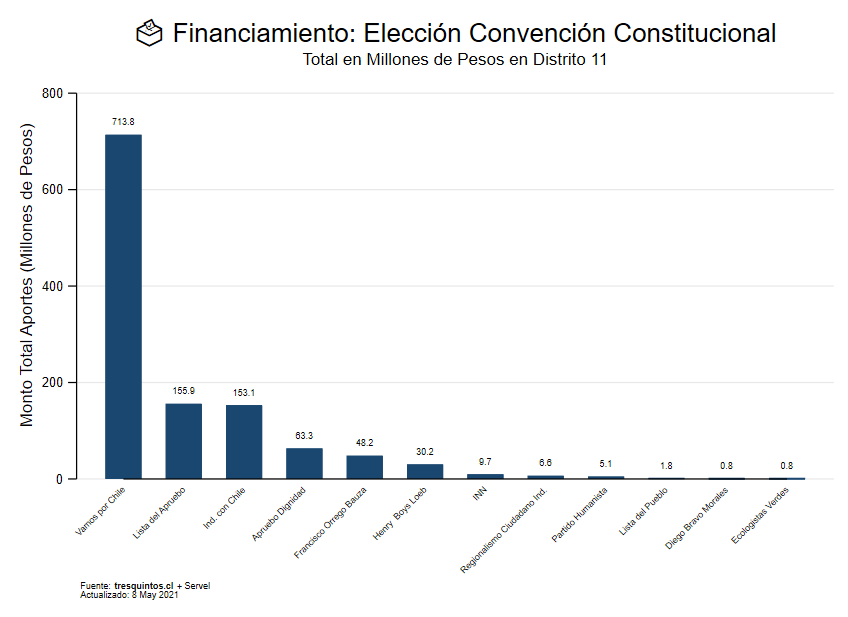 Financiamiento: Elección Convención Constitucional
Total en Millones de Pesos en Distrito 11
Monto Total Aportes (Millones de Pesos)
800
600
400
200
0
713.8
155.9
153.1
63.3
48.2
30.2
9.7
6.6
5.1
1.8
0.8
0.8
Vamos por Chile
Lista del Apruebo
Ind. con Chile
Apruebo Dignidad
Francisco Orrego Bauza
Henry Boys Loeb
INN
Regionalismo Ciudadano Ind.
Partido Humanista
Lista del Pueblo
Diego Bravo Morales
Ecologistas Verdes
Fuente: tresquintos.cl + Servel
Actualizado: 8 May 2021